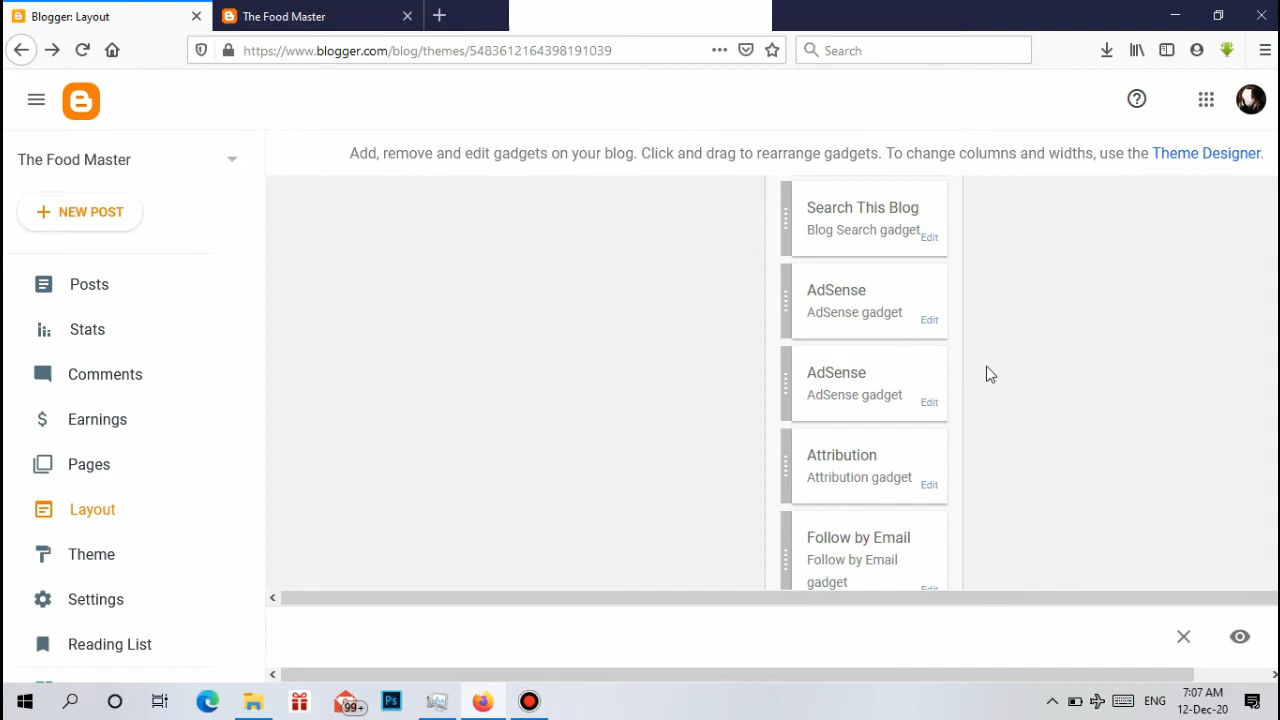 Blogger: Layout
The Food Master
https://www.blogger.com/blog/themes/5483612164398191039
Search
The Food Master
Add, remove and edit gadgets on your blog. Click and drag to rearrange gadgets. To change columns and widths, use the Theme Designer.
NEW POST
Posts
Stats
Comments
Earnings
Pages
Layout
Theme
Settings
Reading List
Search This Blog
Blog Search gadget
Edit
AdSense
AdSense gadget
Edit
AdSense
AdSense gadget
Edit
Attribution
Attribution gadget
Edit
Follow by Email
Follow by Email
gadget
Edit
99+
Ps
ENG
7:07 AM
12-Dec-20